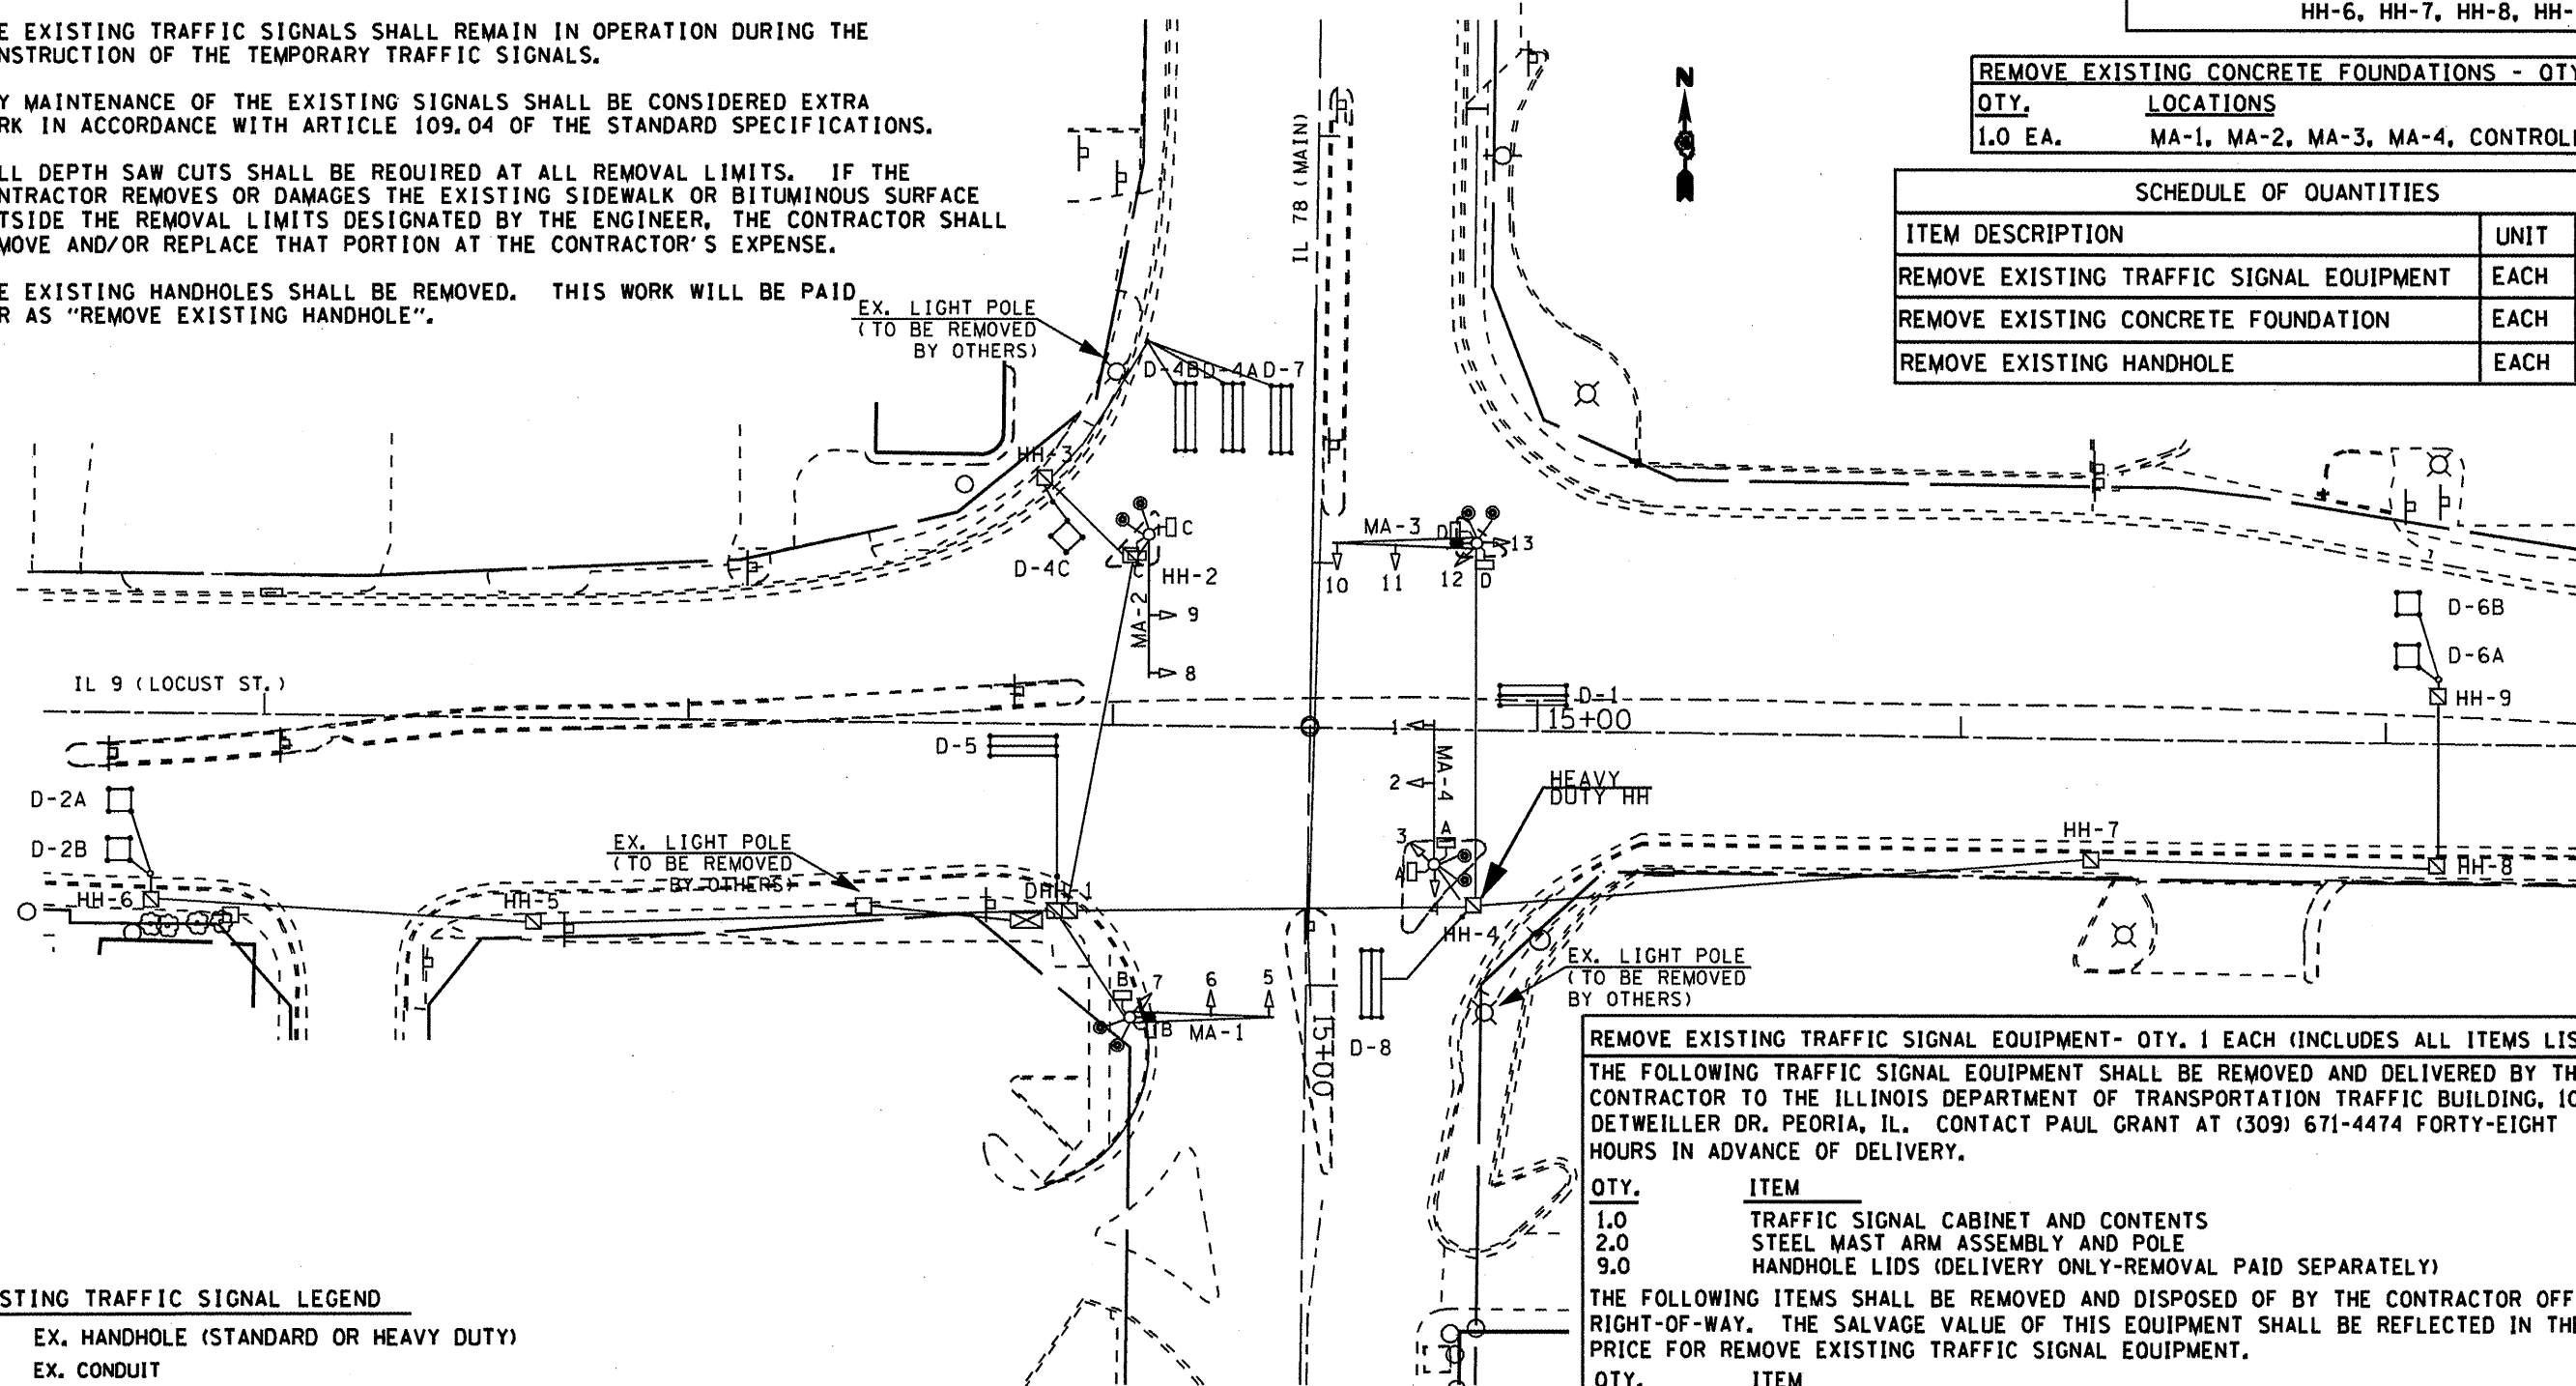 E EXISTING TRAFFIC SIGNALS SHALL REMAIN IN OPERATION DURING THE
NSTRUCTION OF THE TEMPORARY TRAFFIC SIGNALS.
Y MAINTENANCE OF THE EXISTING SIGNALS SHALL BE CONSIDERED EXTRA
RK IN ACCORDANCE WITH ARTICLE 109.04 OF THE STANDARD SPECIFICATIONS.
LL DEPTH SAW CUTS SHALL BE REQUIRED AT ALL REMOVAL LIMITS. IF THE
NTRACTOR REMOVES OR DAMAGES THE EXISTING SIDEWALK OR BITUMINOUS SURFACE
TSIDE THE REMOVAL LIMITS DESIGNATED BY THE ENGINEER, THE CONTRACTOR SHALL
MOVE AND/OR REPLACE THAT PORTION AT THE CONTRACTOR'S EXPENSE.
E EXISTING HANDHOLES SHALL BE REMOVED. THIS WORK WILL BE PAID
R AS "REMOVE EXISTING HANDHOLE".
HH-6, HH-7, HH-8, HH-
REMOVE EXISTING CONCRETE FOUNDATIONS - QTY
QTY. LOCATIONS
1.0 EA. MA-1, MA-2, MA-3, MA-4, CONTROLL
SCHEDULE OF QUANTITIES
ITEM DESCRIPTION UNIT
REMOVE EXISTING TRAFFIC SIGNAL EQUIPMENT EACH
REMOVE EXISTING CONCRETE FOUNDATION EACH
REMOVE EXISTING HANDHOLE EACH
N
IL 78 (MAIN)
EX. LIGHT POLE
(TO BE REMOVED
BY OTHERS)
D-4B D-4A D-7
HH-3
D-4C
C
C
HH-2
MA-2
9
8
MA-3
D
13
10 11 12 D
D-6B
D-6A
HH-9
IL 9 (LOCUST ST.)
D-5
D-1
15+00
1
2
MA-4
3
A
A
HEAVY
DUTY HH
D-2A
D-2B
HH-6
HH-5
EX. LIGHT POLE
(TO BE REMOVED
BY OTHERS)
DHH-1
HH-7
HH-8
HH-4
B
7 6 5
B
MA-1
15+00
D-8
EX. LIGHT POLE
(TO BE REMOVED
BY OTHERS)
REMOVE EXISTING TRAFFIC SIGNAL EQUIPMENT- QTY. 1 EACH (INCLUDES ALL ITEMS LIS
THE FOLLOWING TRAFFIC SIGNAL EQUIPMENT SHALL BE REMOVED AND DELIVERED BY TH
CONTRACTOR TO THE ILLINOIS DEPARTMENT OF TRANSPORTATION TRAFFIC BUILDING, 10
DETWEILLER DR. PEORIA, IL. CONTACT PAUL GRANT AT (309) 671-4474 FORTY-EIGHT
HOURS IN ADVANCE OF DELIVERY.
QTY. ITEM
1.0 TRAFFIC SIGNAL CABINET AND CONTENTS
2.0 STEEL MAST ARM ASSEMBLY AND POLE
9.0 HANDHOLE LIDS (DELIVERY ONLY-REMOVAL PAID SEPARATELY)
THE FOLLOWING ITEMS SHALL BE REMOVED AND DISPOSED OF BY THE CONTRACTOR OFF
RIGHT-OF-WAY. THE SALVAGE VALUE OF THIS EQUIPMENT SHALL BE REFLECTED IN THE
PRICE FOR REMOVE EXISTING TRAFFIC SIGNAL EQUIPMENT.
QTY. ITEM
STING TRAFFIC SIGNAL LEGEND
EX. HANDHOLE (STANDARD OR HEAVY DUTY)
EX. CONDUIT